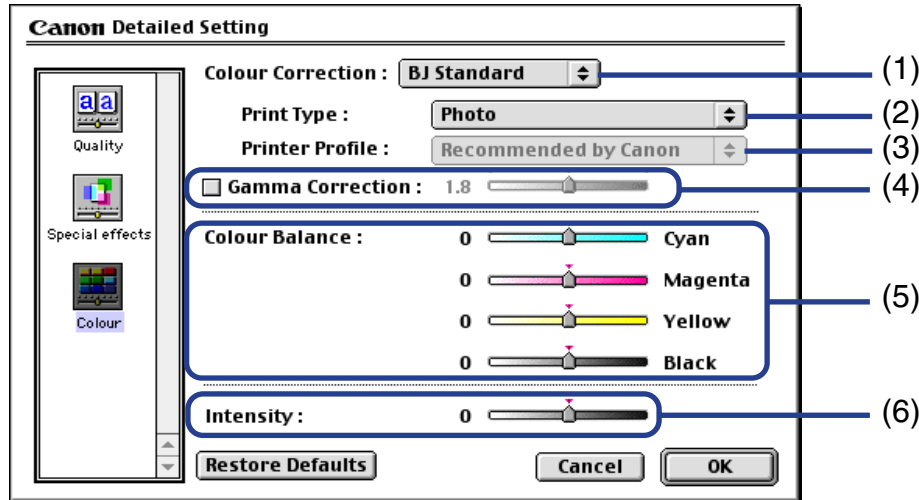 Canon Detailed Setting
Colour Correction : BJ Standard (1)
Print Type : Photo (2)
Printer Profile : Recommended by Canon (3)
Gamma Correction : 1.8 (4)
a a
Quality
Special effects
Colour
Colour Balance : 0 Cyan
0 Magenta
(5)
0 Yellow
0 Black
Intensity : 0 (6)
Restore Defaults Cancel OK